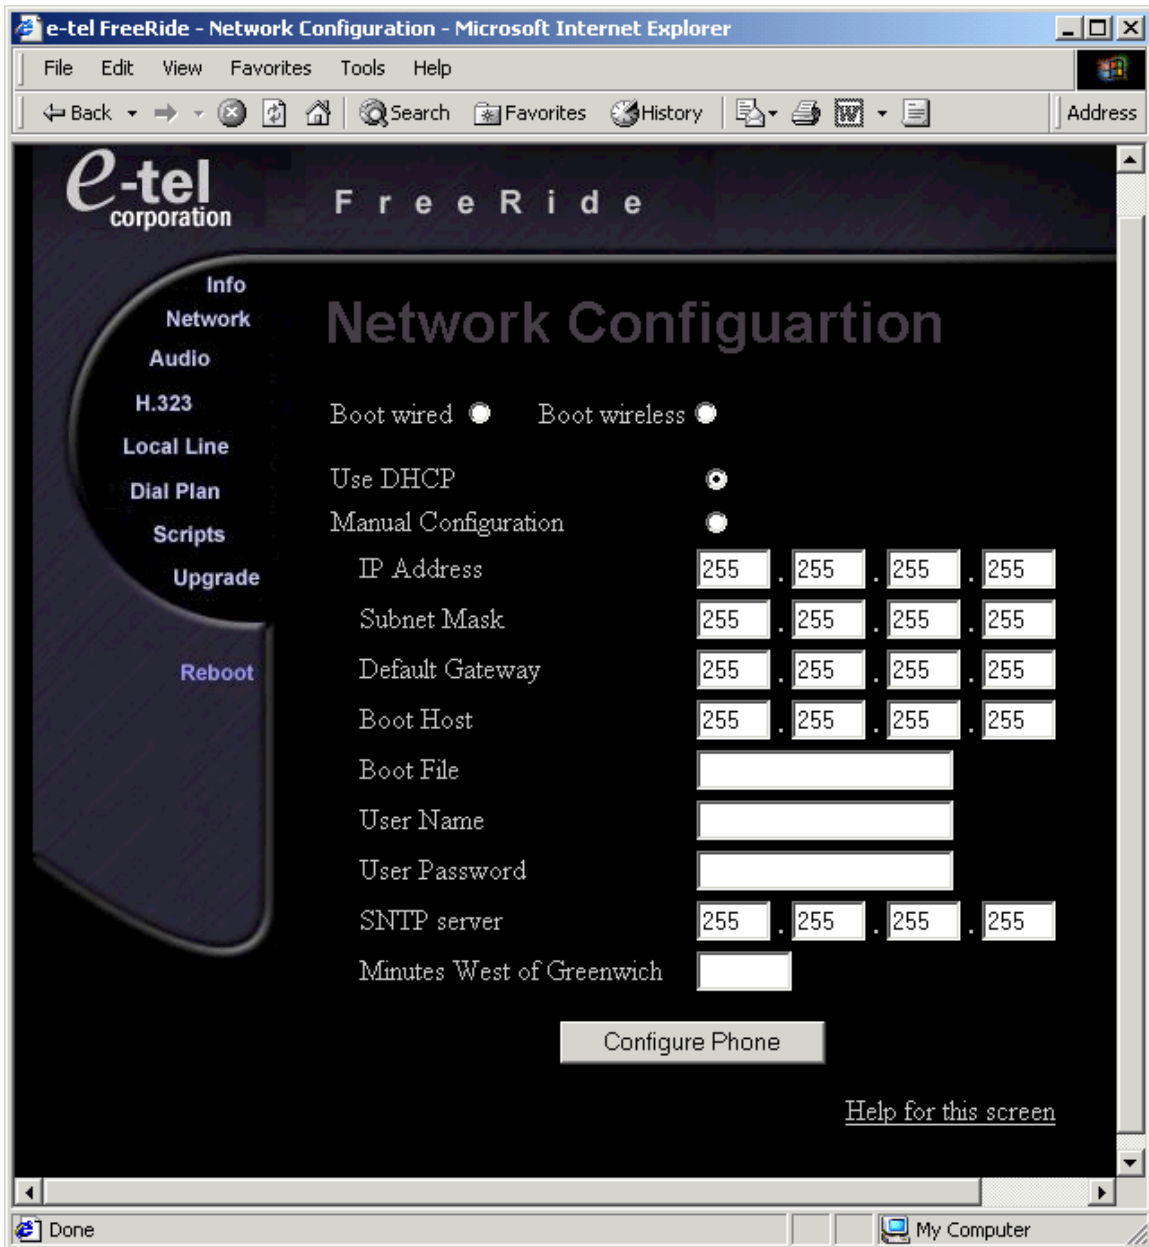 e-tel FreeRide - Network Configuration - Microsoft Internet Explorer
File Edit View Favorites Tools Help
Back Search Favorites History Address
e-tel
corporation
FreeRide
Info
Network
Audio
H.323
Local Line
Dial Plan
Scripts
Upgrade
Reboot
Network Configuartion
Boot wired Boot wireless
Use DHCP
Manual Configuration
IP Address 255 . 255 . 255 . 255
Subnet Mask 255 . 255 . 255 . 255
Default Gateway 255 . 255 . 255 . 255
Boot Host 255 . 255 . 255 . 255
Boot File
User Name
User Password
SNTP server 255 . 255 . 255 . 255
Minutes West of Greenwich
Configure Phone
Help for this screen
Done My Computer